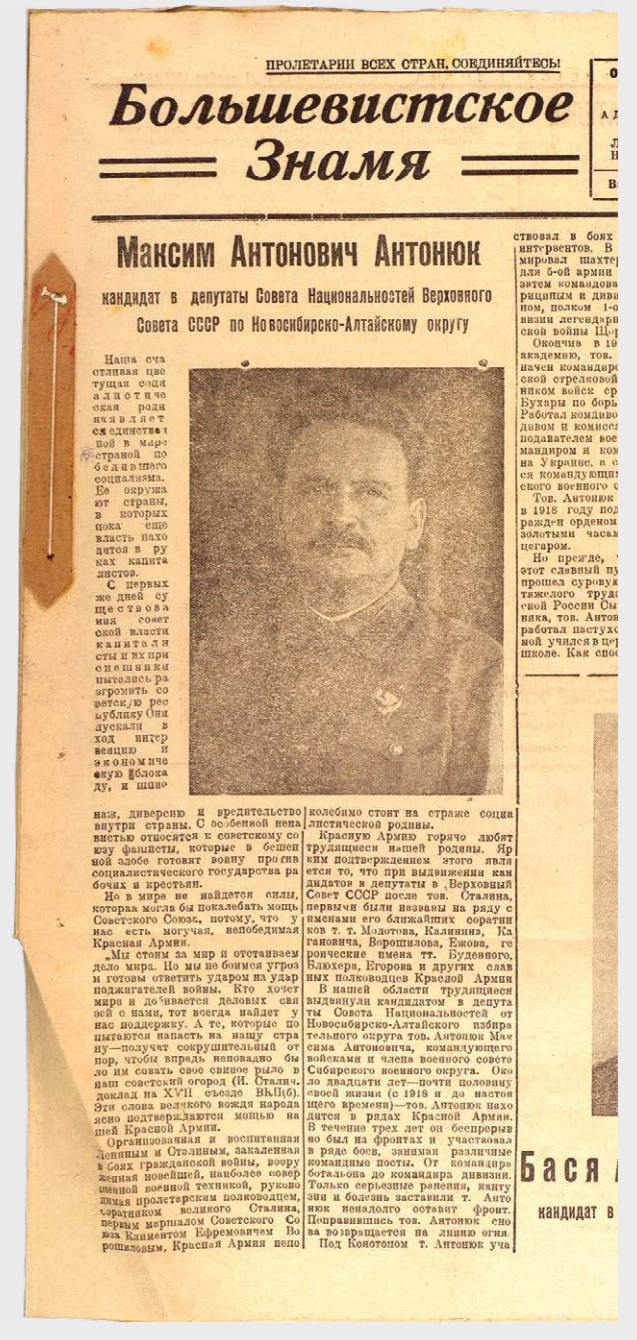 ПРОЛЕТАРИИ ВСЕХ СТРАН, СОЕДИНЯЙТЕСЬ!
Большевистское
Знамя
Максим Антонович Антонюк
кандидат в депутаты Совета Национальностей Верховного
Совета СССР по Новосибирско-Алтайскому округу
Наша сча
стливая цве
тущая соци
алистиче
ская роди
на является
единствен
ной в мире
страной по
бедившего
социализма.
Ее окружа
ют страны,
в которых
пока еще
власть нахо
дится в ру
ках капита
листов.
С первых
же дней су
ществова
ния совет
ской власти
капитали
сты и их при
спешники
пытались ра
згромить со
ветскую рес
публику Они
пускали в
ход интер
венцию и
экономиче
скую блока
ду, и шпио
наж, диверсию и вредительство
внутри страны. С особенной нена
вистью относятся к советскому со
юзу фашисты, которые в бешен
ной злобе готовят войну против
социалистического государства ра
бочих и крестьян.
Но в мире не найдется силы,
которая могла бы поколебать мощь
Советского Союза, потому, что у
нас есть могучая, непобедимая
Красная Армия.
„Мы стоим за мир и отстаиваем
дело мира. Но мы не боимся угроз
и готовы ответить ударом на удар
поджигателей войны. Кто хочет
мира и добивается деловых свя
зей с нами, тот всегда найдет у
нас поддержку. А те, которые по
пытаются напасть на нашу стра
ну—получат сокрушительный от
пор, чтобы впредь неповадно бы
ло им совать свое свиное рыло в
наш советский огород (И. Сталин.
доклад на XVII съезде ВКП(б).
Эти слова великого вождя народа
ясно подтверждаются мощью на
шей Красной Армии.
Организованная и воспитанная
Лениным и Сталиным, закаленная
в боях гражданской войны, воору
женная новейшей, наиболее совер
шенной военной техникой, руково
димая пролетарским полководцем,
соратником великого Сталина,
первым маршалом Советского Со
юза Климентом Ефремовичем Во
рошиловым, Красная Армия непо
колебимо стоит на страже социа
листической родины.
Красную Армию горячо любят
трудящиеся нашей родины. Яр
ким подтверждением этого явля
ется то, что при выдвижении кан
дидатов в депутаты в Верховный
Совет СССР после тов. Сталина,
первыми были названы на ряду с
именами его ближайших соратни
ков т. т. Молотова, Калинина, Ка
гановича, Ворошилова, Ежова, ге
роические имена тт. Буденного,
Блюхера, Егорова и других слав
ных полководцев Красной Армии
В нашей области трудящиеся
выдвинули кандидатом в депута
ты Совета Национальностей от
Новосибирско-Алтайского избира
тельного округа тов. Антонюк Мак
сима Антоновича, командующего
войсками и члена военного совета
Сибирского военного округа. Око
ло двадцати лет—почти половину
своей жизни (с 1918 и до настоя
щего времени)—тов. Антонюк нахо
дится в рядах Красной Армии.
В течение трех лет он беспрерыв
но был на фронтах и участвовал
в ряде боев, занимая различные
командные посты. От командира
батальона до командира дивизии.
Только серьезные ранения, конту
зия и болезнь заставили т. Анто
нюк ненадолго оставит фронт.
Поправившись тов. Антонюк сно
ва возвращается на линию огня.
Под Конотопом т. Антонюк уча
ствовал в боях
интервентов. В
мировал шахтер
для 5-ой армии
затем командова
рицыным и диви
ном, полком 1-о
визии легендарн
ской войны Щор
Окончив в 19
академию, тов.
начен командиро
ской стрелковой
ником войск ср
Бухары по борь
Работал комдиво
дивом и комисса
подавателем вое
мандиром и ком
на Украине, а с
ся командующим
ского военного о
Тов. Антонюк
в 1918 году под
ражден орденом
золотыми часам
цегаром.
Но прежде, ч
этот славный пу
прошел суровую
тяжелого труда
ской России Сы
няка, тов. Антон
работал пастухо
мой учился в цер
школе. Как спос
Бася
кандидат в